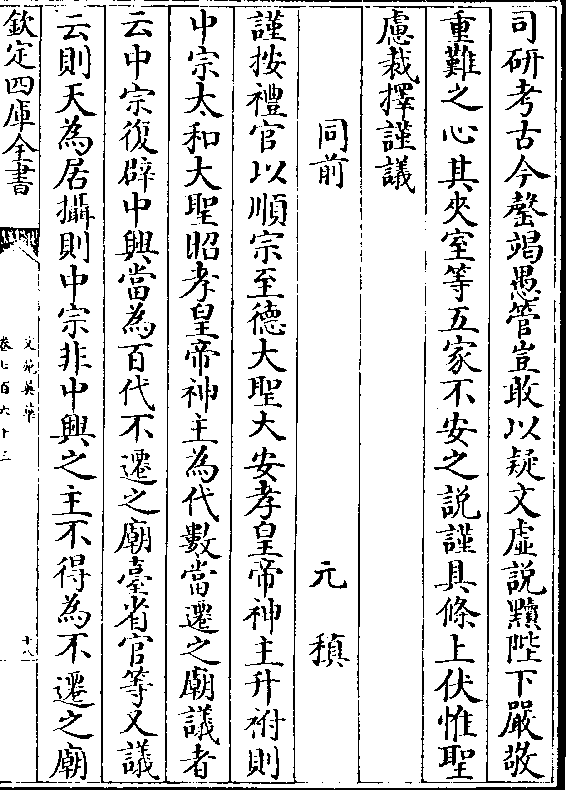 司研考古今罄竭愚管豈敢以疑文虛說黷陛下嚴敬
重難之心其夾室等五家不安之說謹具條上伏惟聖
慮裁擇謹議
同前　元稹
謹按禮官以順宗至德大聖大安孝皇帝神主升祔則
中宗太和大聖昭孝皇帝神主為代數當遷之廟議者
云中宗復辟中興當為百代不遷之廟臺省官等又議
云則天為居攝則中宗非中興之主不得為不遷之廟
欽定四庫全書
文苑英華
卷七百六十三
十八